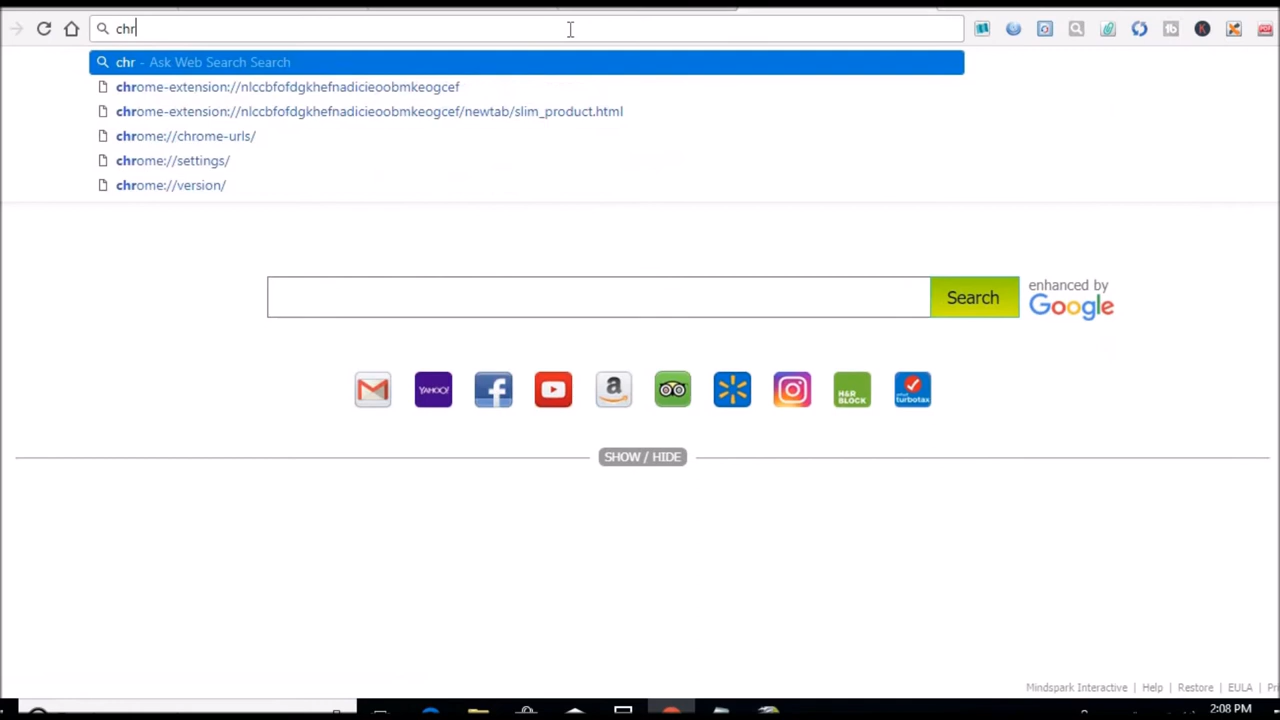 chr
chr - Ask Web Search Search
chrome-extension://nlccbfofdgkhefnadicieoobmkeogcef
chrome-extension://nlccbfofdgkhefnadicieoobmkeogcef/newtab/slim_product.html
chrome://chrome-urls/
chrome://settings/
chrome://version/
Search
enhanced by
Google
YAHOO!
H&R BLOCK
turbotax
SHOW / HIDE
Mindspark Interactive | Help | Restore | EULA |
2:08 PM